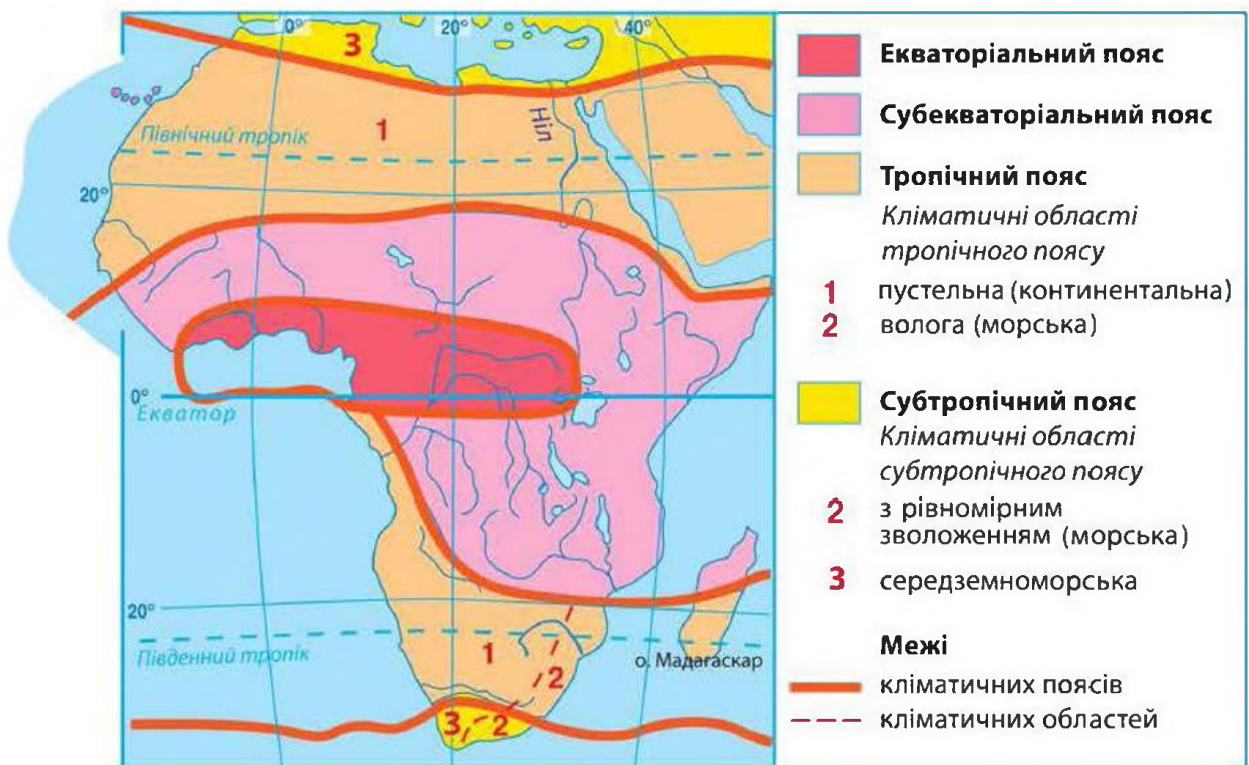 0°
20°
40°
3
1
Ніл
Північний тропік
20°
0°
Екватор
20°
Південний тропік
1
2
о. Мадагаскар
3
2
Екваторіальний пояс
Субекваторіальний пояс
Тропічний пояс
Кліматичні області
тропічного поясу
1 пустельна (континентальна)
2 волога (морська)
Субтропічний пояс
Кліматичні області
субтропічного поясу
2 з рівномірним
зволоженням (морська)
3 середземноморська
Межі
кліматичних поясів
кліматичних областей